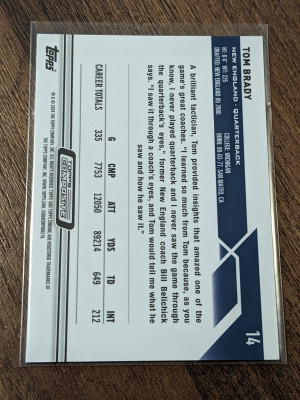 14
TOM BRADY
NEW ENGLAND · QUARTERBACK
HT: 6'4" WT: 225 COLLEGE: MICHIGAN
DRAFTED: NEW ENGLAND (6) 2000 BORN: 08-03-77, SAN MATEO, CA
A brilliant tactician, Tom provided insights that amazed one of the
game's great coaches. "I learned so much from Tom because, as you
know, I never played quarterback and I never saw the game through
the quarterback's eyes," former New England coach Bill Belichick
says. "I saw it through a coach's eyes, and Tom would tell me what he
saw and how he saw it."
G CMP ATT YDS TD INT
CAREER TOTALS 335 7753 12050 89214 649 212
topps
TOPPS